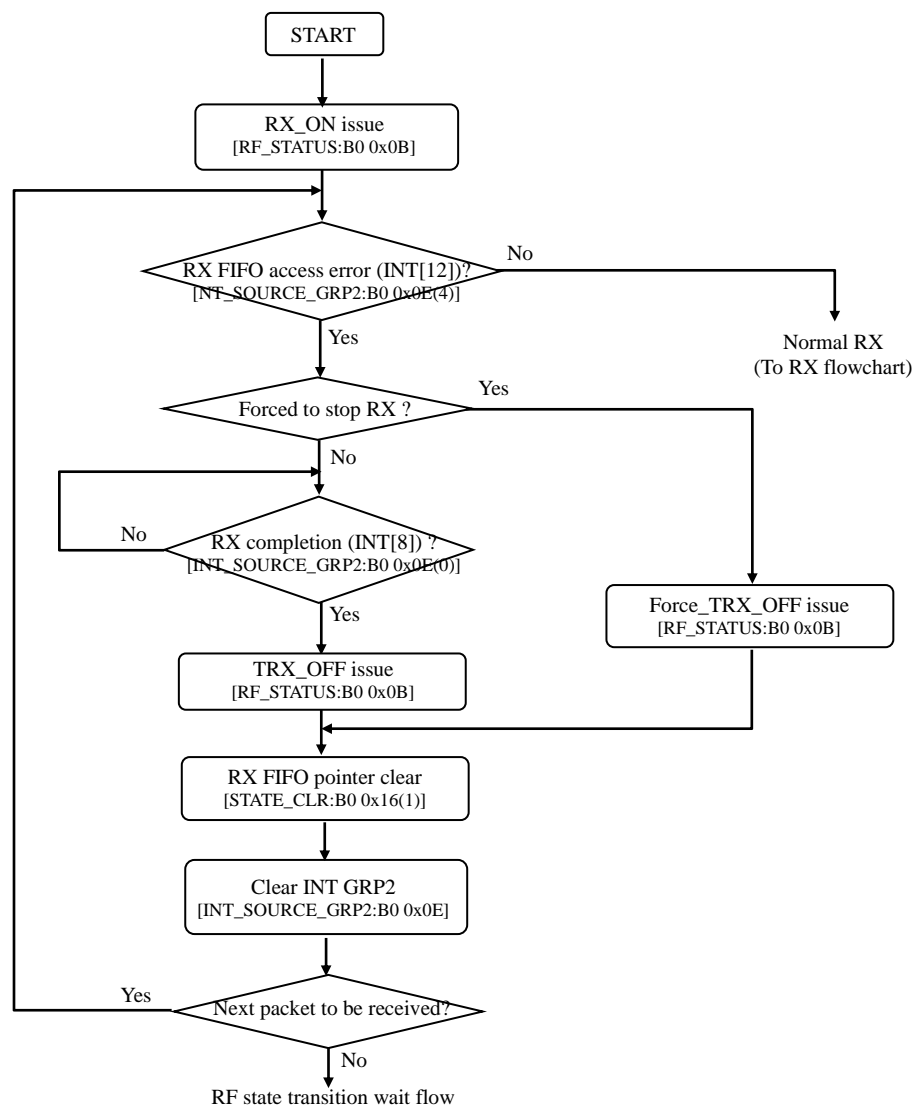 START
RX_ON issue
[RF_STATUS:B0 0x0B]
No
RX FIFO access error (INT[12])?
[NT_SOURCE_GRP2:B0 0x0E(4)]
Yes
Normal RX
(To RX flowchart)
Yes
Forced to stop RX ?
No
No
RX completion (INT[8]) ?
[INT_SOURCE_GRP2:B0 0x0E(0)]
Yes
Force_TRX_OFF issue
[RF_STATUS:B0 0x0B]
TRX_OFF issue
[RF_STATUS:B0 0x0B]
RX FIFO pointer clear
[STATE_CLR:B0 0x16(1)]
Clear INT GRP2
[INT_SOURCE_GRP2:B0 0x0E]
Yes
Next packet to be received?
No
RF state transition wait flow